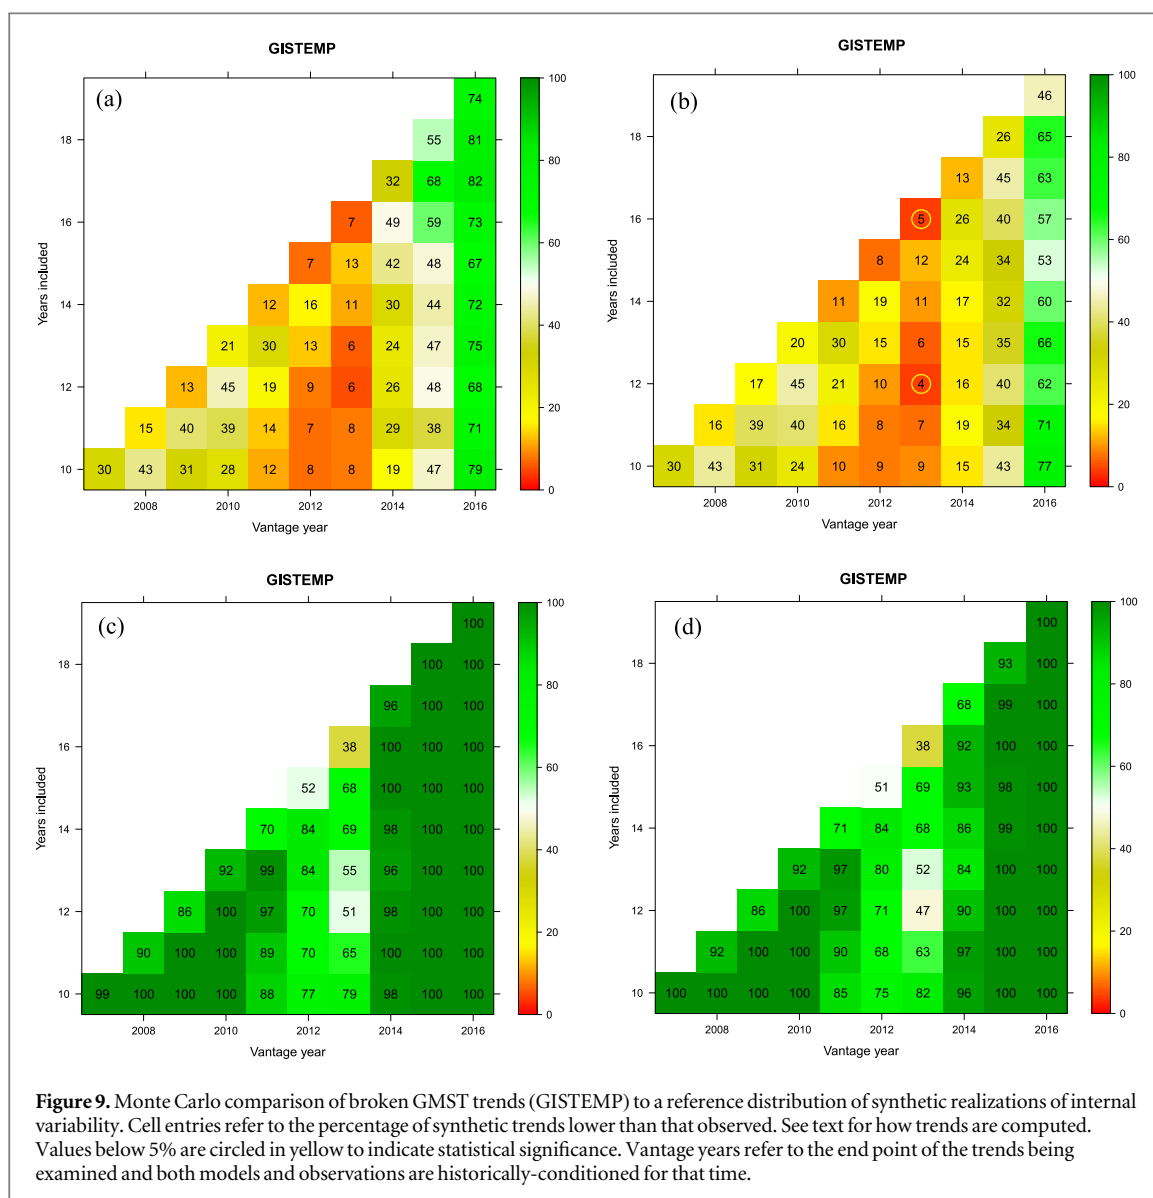 GISTEMP
(a)
74
18 55 81
32 68 82
16 7 49 59 73
7 13 42 48 67
14 12 16 11 30 44 72
21 30 13 6 24 47 75
12 13 45 19 9 6 26 48 68
15 40 39 14 7 8 29 38 71
10 30 43 31 28 12 8 8 19 47 79
2008 2010 2012 2014 2016
Vantage year
Years included
100
80
60
40
20
0
GISTEMP
(b)
46
18 26 65
13 45 63
16 5 26 40 57
8 12 24 34 53
14 11 19 11 17 32 60
20 30 15 6 15 35 66
12 17 45 21 10 4 16 40 62
16 39 40 16 8 7 19 34 71
10 30 43 31 24 10 9 9 15 43 77
2008 2010 2012 2014 2016
Vantage year
Years included
100
80
60
40
20
0
GISTEMP
(c)
100
18 100 100
96 100 100
16 38 100 100 100
52 68 100 100 100
14 70 84 69 98 100 100
92 99 84 55 96 100 100
12 86 100 97 70 51 98 100 100
90 100 100 89 70 65 100 100 100
10 99 100 100 100 88 77 79 98 100 100
2008 2010 2012 2014 2016
Vantage year
Years included
100
80
60
40
20
0
GISTEMP
(d)
100
18 93 100
68 99 100
16 38 92 100 100
51 69 93 98 100
14 71 84 68 86 99 100
92 97 80 52 84 100 100
12 86 100 97 71 47 90 100 100
92 100 100 90 68 63 97 100 100
10 100 100 100 100 85 75 82 96 100 100
2008 2010 2012 2014 2016
Vantage year
Years included
100
80
60
40
20
0
Figure 9. Monte Carlo comparison of broken GMST trends (GISTEMP) to a reference distribution of synthetic realizations of internal
variability. Cell entries refer to the percentage of synthetic trends lower than that observed. See text for how trends are computed.
Values below 5% are circled in yellow to indicate statistical significance. Vantage years refer to the end point of the trends being
examined and both models and observations are historically-conditioned for that time.